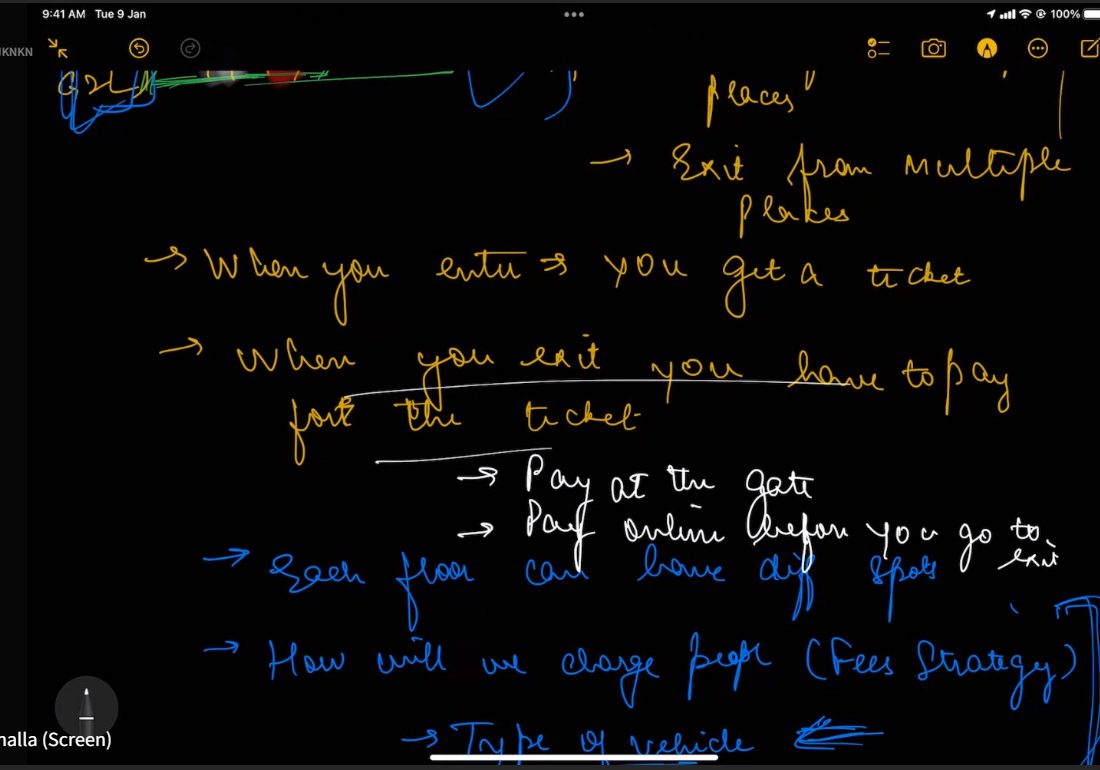 9:41 AM Tue 9 Jan
100%
KNKN
places
→ Exit from Multiple
places
→ When you enter → you get a ticket
→ When you exit you have to pay
for the ticket
→ Pay at the gate
→ Pay online before you go to
exit
→ Each floor can have diff spots
→ How will we charge people (Fees Strategy)
→ Type of vehicle
halla (Screen)